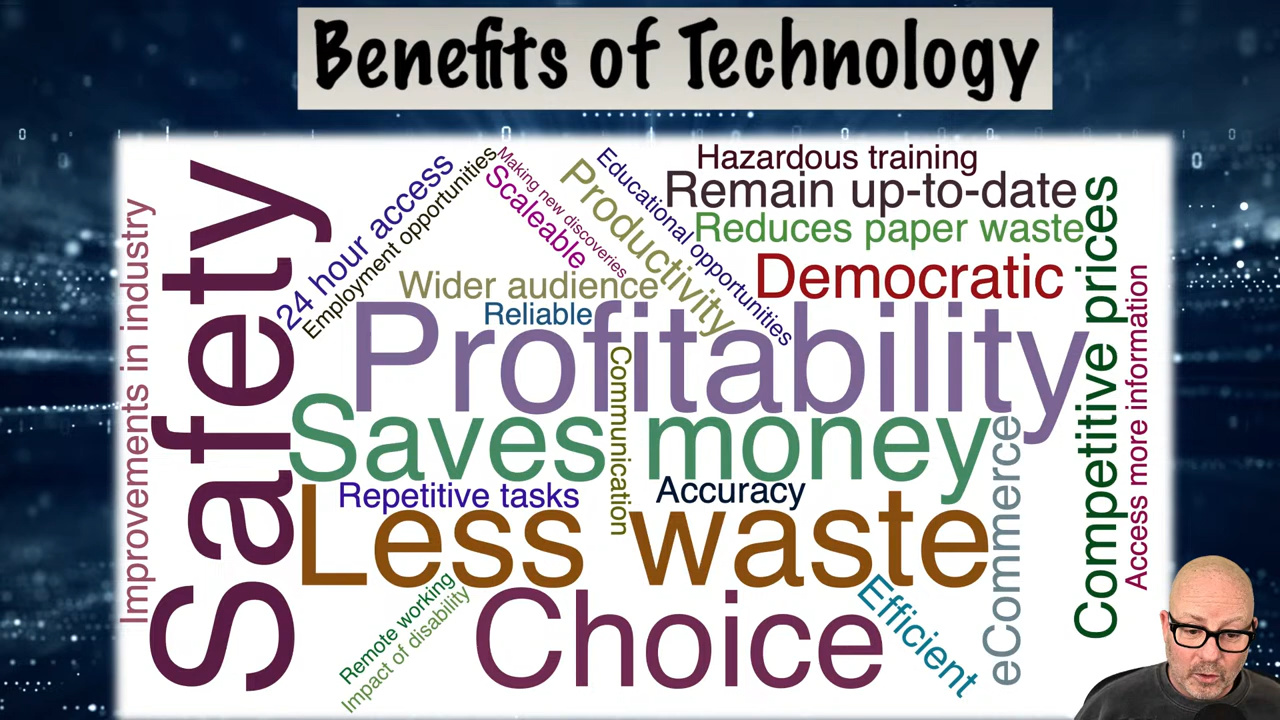 Benefits of Technology
Improvements in industry
Safety
24 hour access
Employment opportunities
Making new discoveries
Scaleable
Productivity
Educational opportunities
Hazardous training
Remain up-to-date
Reduces paper waste
Democratic
Wider audience
Reliable
Profitability
Competitive prices
Access more information
Communication
Saves money
Repetitive tasks
Accuracy
Less waste
eCommerce
Remote working
Impact of disability
Choice
Efficient